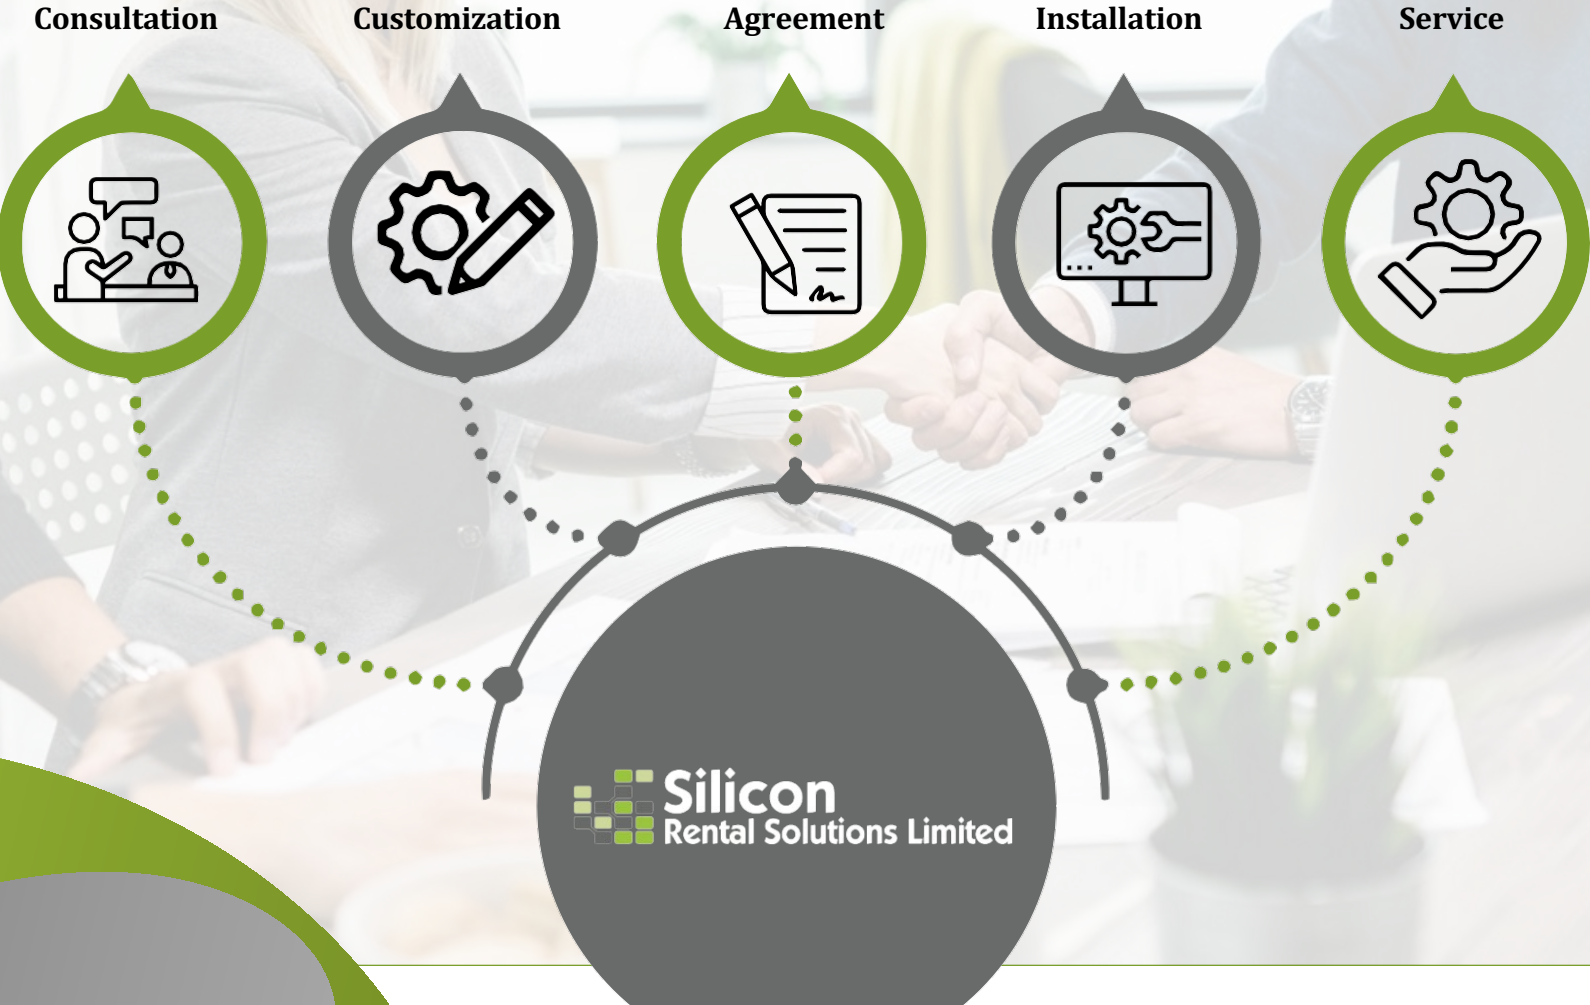 Consultation
Customization
Agreement
Installation
Service
Silicon
Rental Solutions Limited